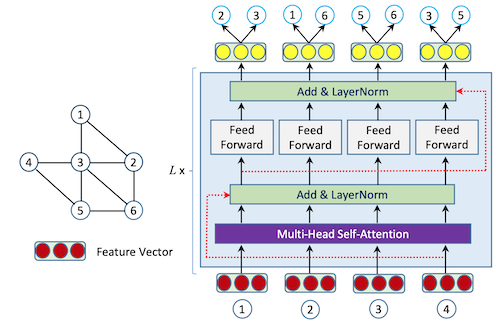 2 3 1 6 5 6 3 5
Add & LayerNorm
Feed Forward Feed Forward Feed Forward Feed Forward
L x
Add & LayerNorm
Multi-Head Self-Attention
1 2 3 4
1
4 3 2
5 6
Feature Vector